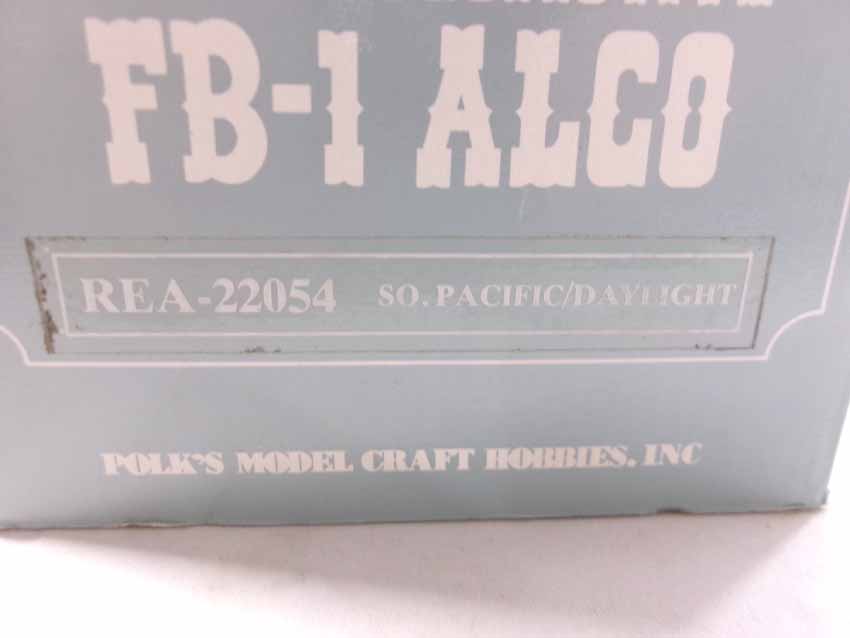 FB-1 ALCO
REA-22054 SO. PACIFIC/DAYLIGHT
POLK'S MODEL CRAFT HOBBIES, INC